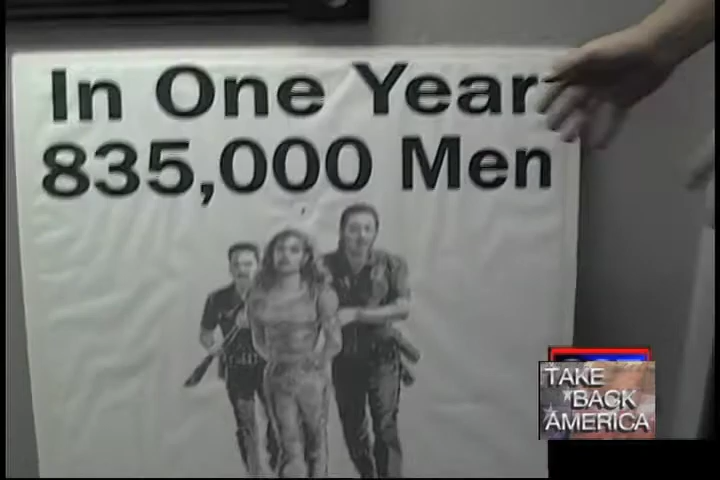 In One Year
835,000 Men
TAKE
BACK
AMERICA